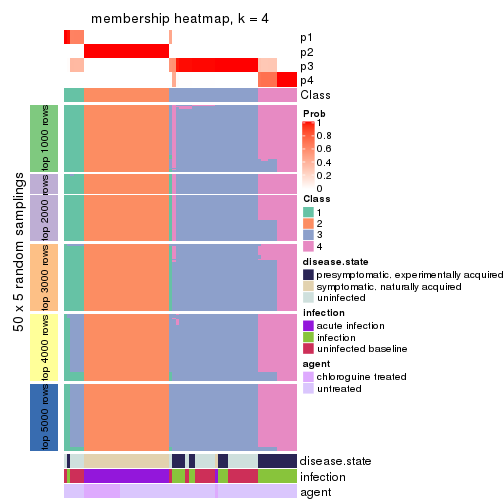 membership heatmap, k = 4
p1
p2
p3
p4
Class
50 x 5 random samplings
top 1000 rows
top 2000 rows
top 3000 rows
top 4000 rows
top 5000 rows
Prob
1
0.8
0.6
0.4
0.2
0
Class
1
2
3
4
disease.state
presymptomatic. experimentally acquired
symptomatic. naturally acquired
uninfected
infection
acute infection
infection
uninfected baseline
agent
chloroguine treated
untreated
disease.state
infection
agent